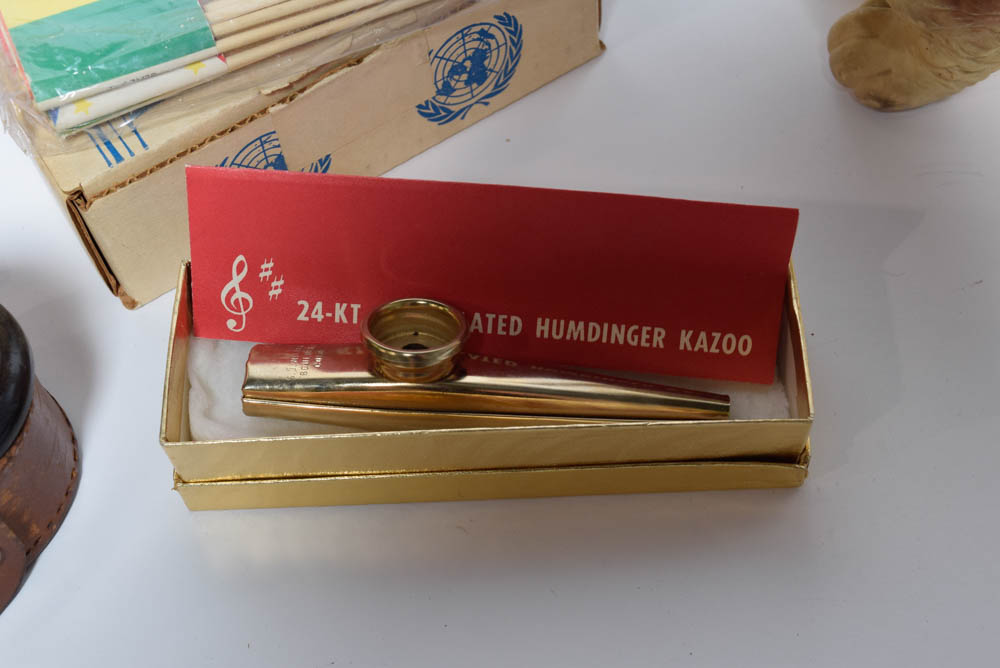 24-KT ATED HUMDINGER KAZOO